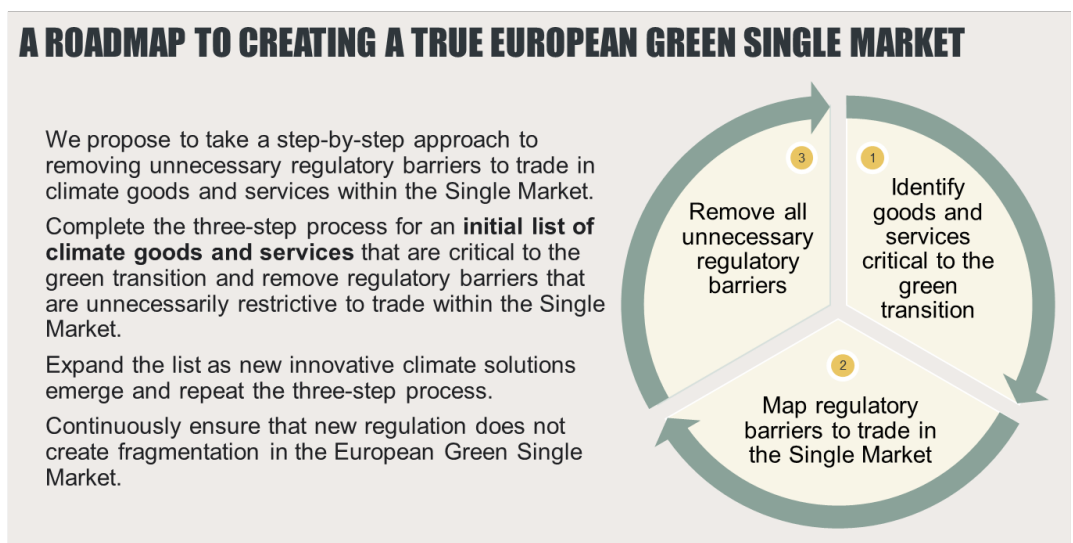 A ROADMAP TO CREATING A TRUE EUROPEAN GREEN SINGLE MARKET
We propose to take a step-by-step approach to
removing unnecessary regulatory barriers to trade in
climate goods and services within the Single Market.
Complete the three-step process for an initial list of
climate goods and services that are critical to the
green transition and remove regulatory barriers that
are unnecessarily restrictive to trade within the Single
Market.
Expand the list as new innovative climate solutions
emerge and repeat the three-step process.
Continuously ensure that new regulation does not
create fragmentation in the European Green Single
Market.
1
Identify
goods and
services
critical to the
green
transition
2
Map regulatory
barriers to trade in
the Single Market
3
Remove all
unnecessary
regulatory
barriers